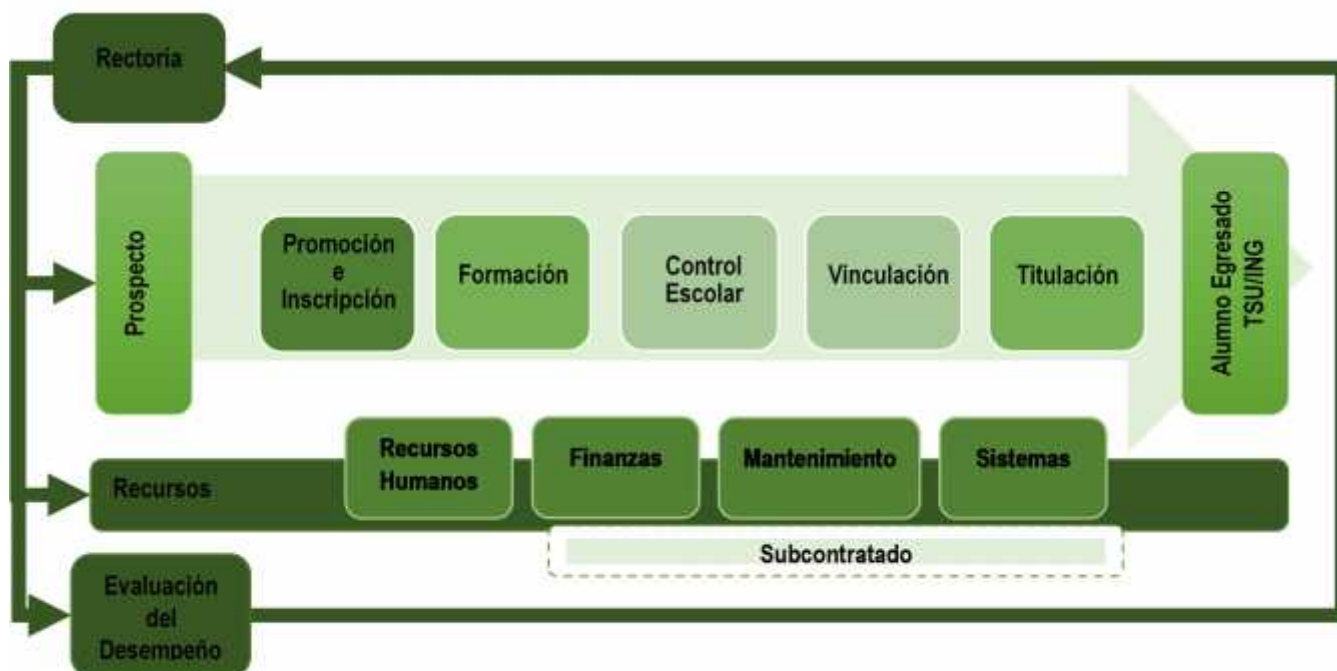 Rectoría
Prospecto
Promoción
e
Inscripción
Formación
Control
Escolar
Vinculación
Titulación
Alumno Egresado
TSU/ING
Recursos
Recursos
Humanos
Finanzas
Mantenimiento
Sistemas
Subcontratado
Evaluación
del
Desempeño